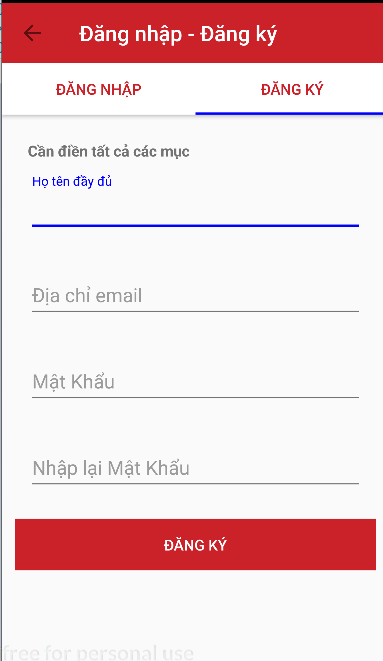 Đăng nhập - Đăng ký
ĐĂNG NHẬP
ĐĂNG KÝ
Cần điền tất cả các mục
Họ tên đầy đủ
Địa chỉ email
Mật Khẩu
Nhập lại Mật Khẩu
ĐĂNG KÝ
free for personal use